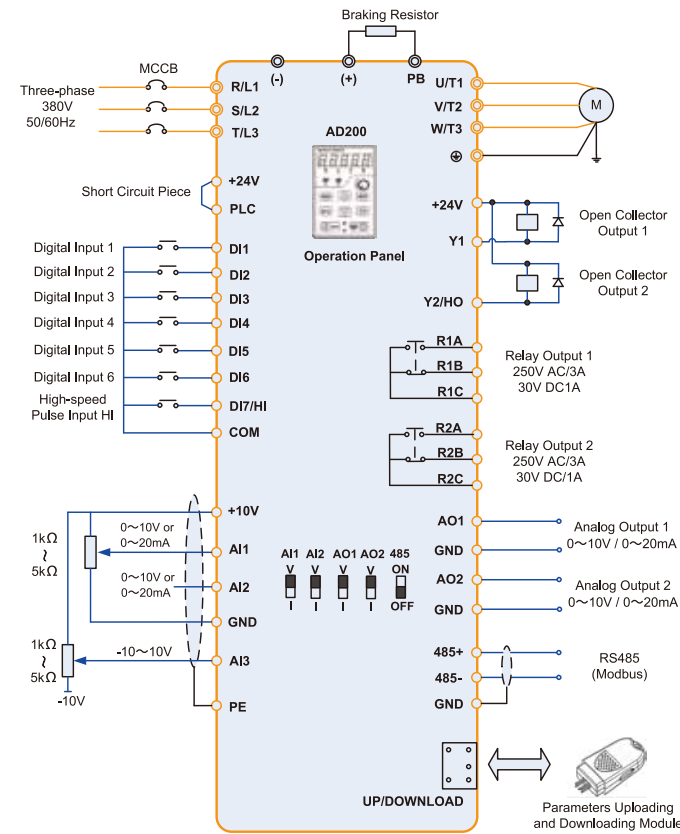 Braking Resistor
MCCB
(-)
(+)
PB
Three-phase
380V
50/60Hz
R/L1
S/L2
T/L3
U/T1
V/T2
W/T3
M
AD200
Operation Panel
Short Circuit Piece
+24V
PLC
+24V
Y1
Open Collector
Output 1
Y2/HO
Open Collector
Output 2
Digital Input 1
DI1
Digital Input 2
DI2
Digital Input 3
DI3
Digital Input 4
DI4
Digital Input 5
DI5
Digital Input 6
DI6
High-speed
Pulse Input HI
DI7/HI
COM
R1A
R1B
R1C
Relay Output 1
250V AC/3A
30V DC1A
R2A
R2B
R2C
Relay Output 2
250V AC/3A
30V DC/1A
+10V
1kΩ
~
5kΩ
0~10V or
0~20mA
AI1
0~10V or
0~20mA
AI2
GND
1kΩ
~
5kΩ
-10~10V
AI3
-10V
PE
AI1 AI2 AO1 AO2 485
V V V V ON
I I I I OFF
AO1
GND
Analog Output 1
0~10V / 0~20mA
AO2
GND
Analog Output 2
0~10V / 0~20mA
485+
485-
GND
RS485
(Modbus)
UP/DOWNLOAD
Parameters Uploading
and Downloading Module